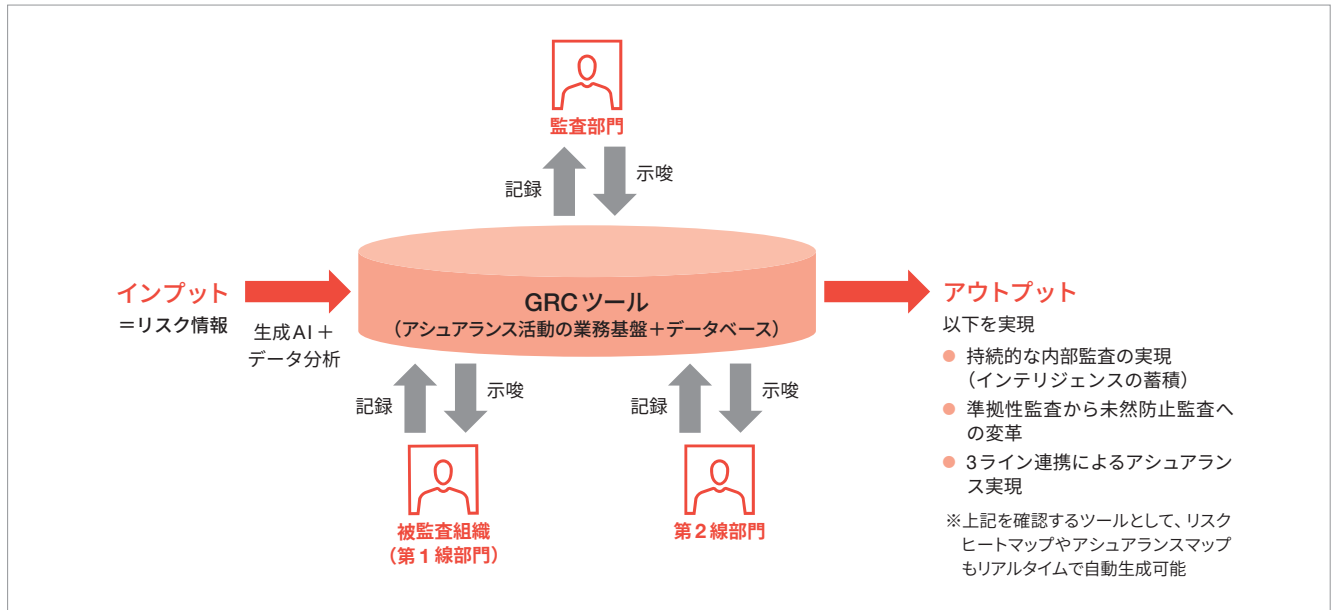 監査部門
記録
示唆
インプット
＝リスク情報
生成AI＋
データ分析
GRCツール
（アシュアランス活動の業務基盤＋データベース）
アウトプット
以下を実現
● 持続的な内部監査の実現
（インテリジェンスの蓄積）
● 準拠性監査から未然防止監査へ
の変革
● 3ライン連携によるアシュアラン
ス実現
※上記を確認するツールとして、リスク
ヒートマップやアシュアランスマップ
もリアルタイムで自動生成可能
記録
示唆
記録
示唆
被監査組織
（第1線部門）
第2線部門